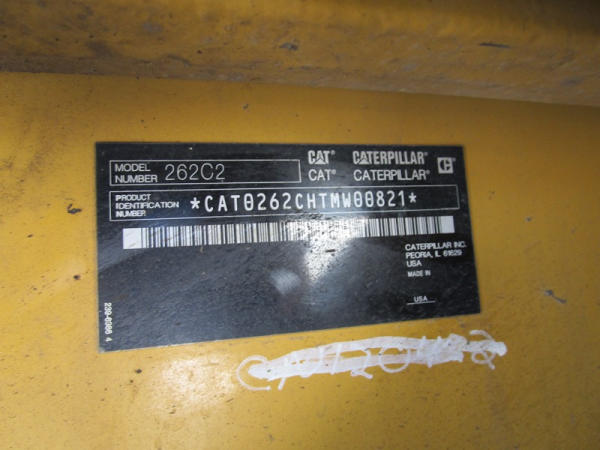 MODEL NUMBER 262C2
CAT® CATERPILLAR® C
CAT® CATERPILLAR®
PRODUCT IDENTIFICATION NUMBER *CAT0262CHTMW00821*
CATERPILLAR INC.
PEORIA, IL 61629
USA
MADE IN
USA